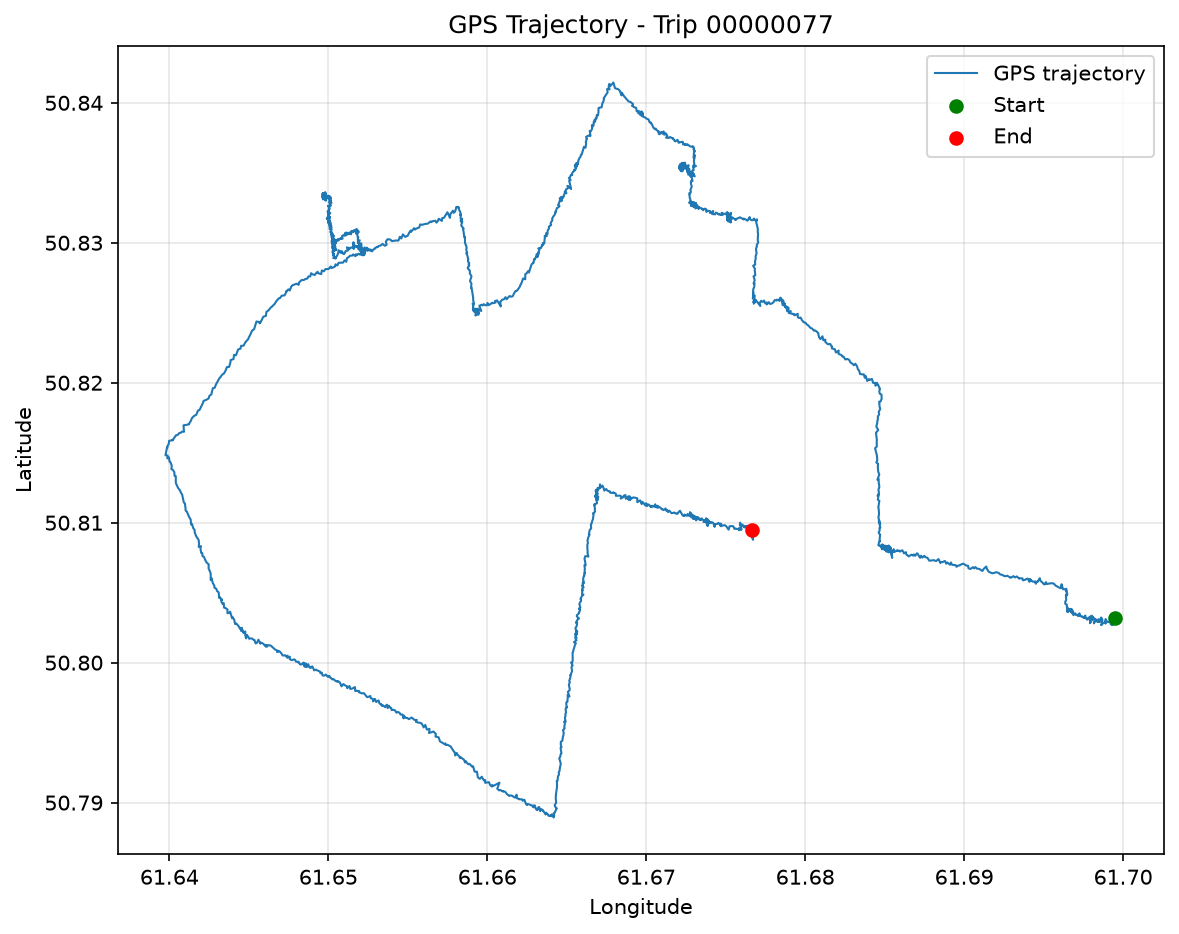 GPS Trajectory - Trip 00000077
GPS trajectory
Start
End
50.84
50.83
50.82
50.81
50.80
50.79
Latitude
61.64 61.65 61.66 61.67 61.68 61.69 61.70
Longitude